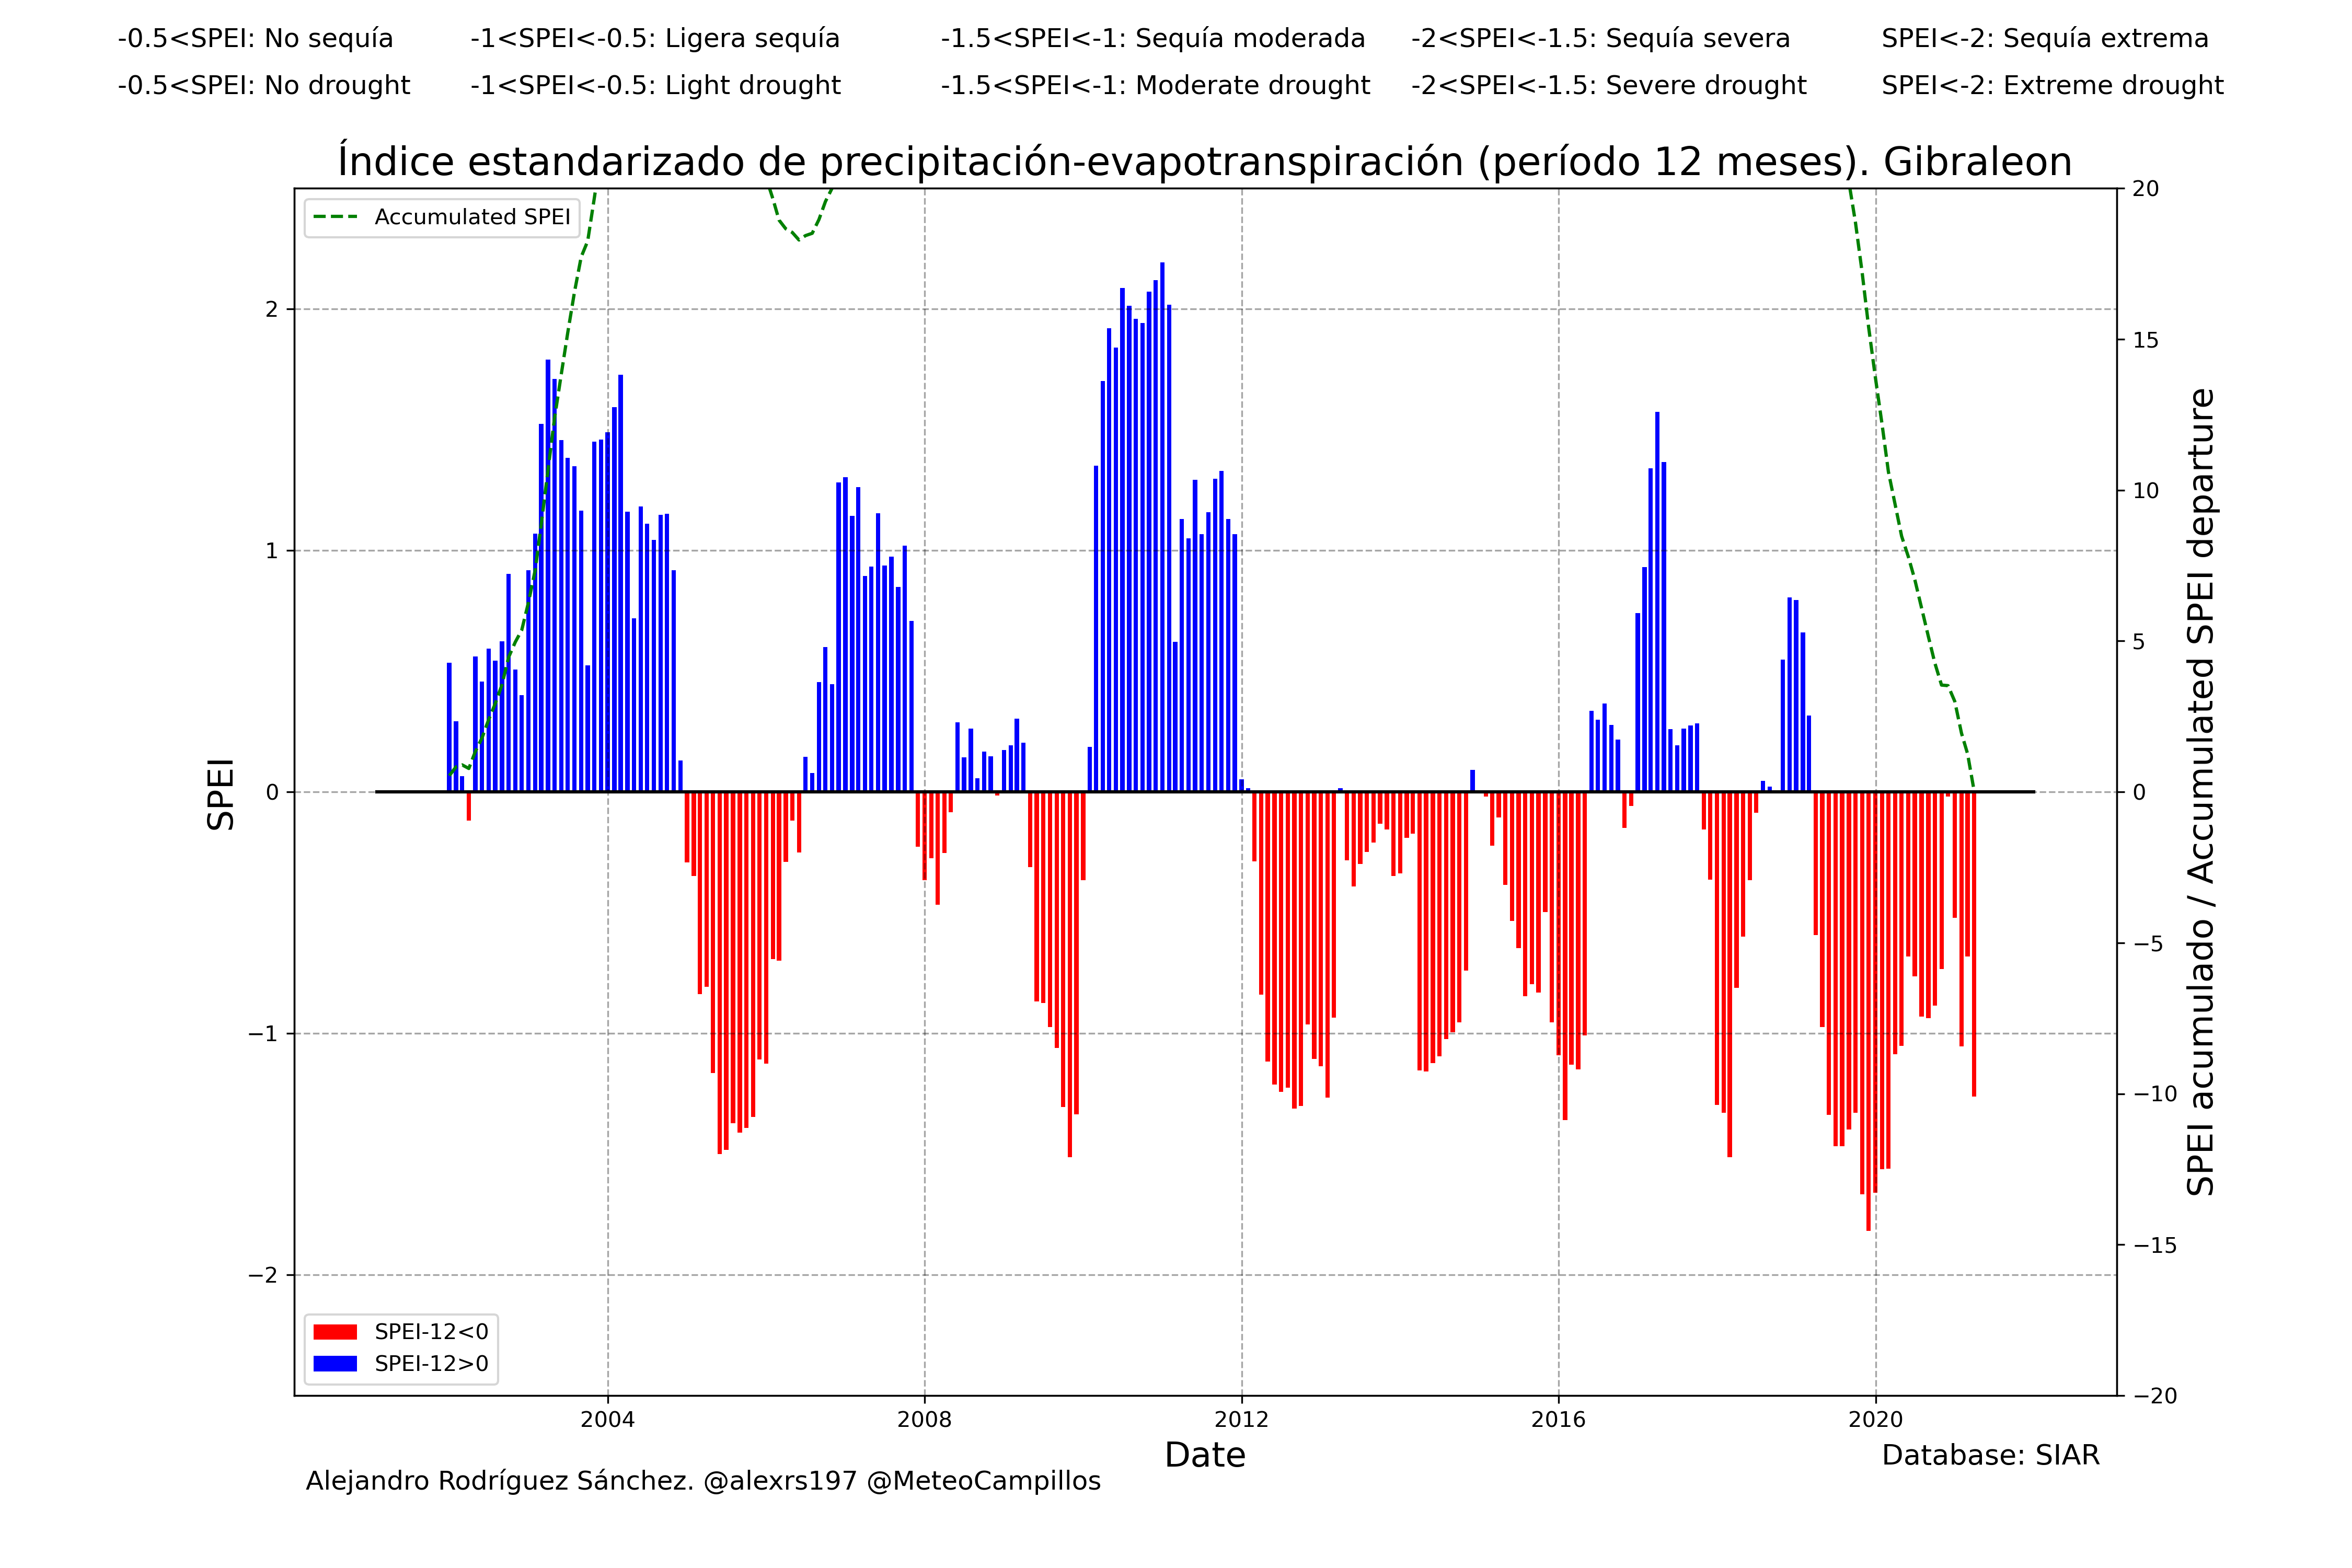 -0.5<SPEI: No sequía -1<SPEI<-0.5: Ligera sequía -1.5<SPEI<-1: Sequía moderada -2<SPEI<-1.5: Sequía severa SPEI<-2: Sequía extrema
-0.5<SPEI: No drought -1<SPEI<-0.5: Light drought -1.5<SPEI<-1: Moderate drought -2<SPEI<-1.5: Severe drought SPEI<-2: Extreme drought
Índice estandarizado de precipitación-evapotranspiración (período 12 meses). Gibraleon
Accumulated SPEI
SPEI
2
1
0
−1
−2
20
15
10
5
0
−5
−10
−15
−20
SPEI acumulado / Accumulated SPEI departure
SPEI-12<0
SPEI-12>0
2004 2008 2012 2016 2020
Date
Database: SIAR
Alejandro Rodríguez Sánchez. @alexrs197 @MeteoCampillos